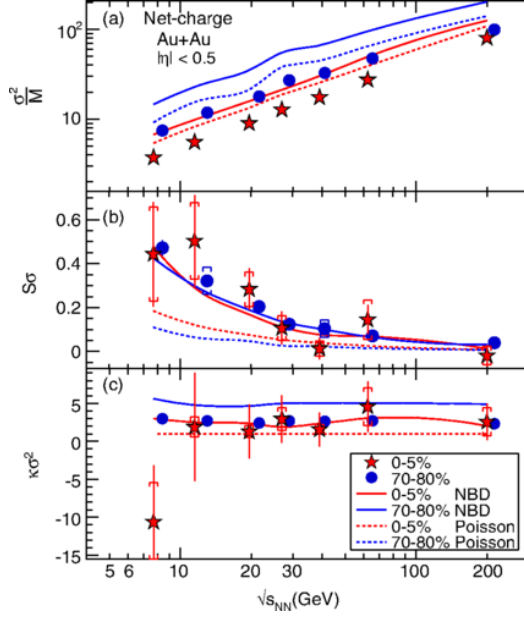 (a) Net-charge
Au+Au
|η| < 0.5
10²
10
σ²/M
(b)
0.6
0.4
0.2
0
Sσ
(c)
5
0
-5
-10
-15
κσ²
0-5%
70-80%
0-5% NBD
70-80% NBD
0-5% Poisson
70-80% Poisson
5 6 10 20 30 100 200
√sNN(GeV)